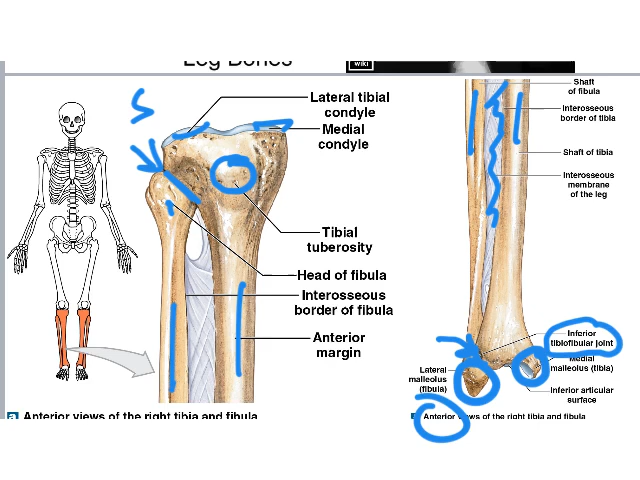 Leg Bones
wiki
S
Lateral tibial
condyle
Medial
condyle
Tibial
tuberosity
Head of fibula
Interosseous
border of fibula
Anterior
margin
a Anterior views of the right tibia and fibula
Shaft
of fibula
Interosseous
border of tibia
Shaft of tibia
Interosseous
membrane
of the leg
Inferior
tibiofibular joint
Medial
malleolus (tibia)
Lateral
malleolus
(fibula)
Inferior articular
surface
Anterior views of the right tibia and fibula